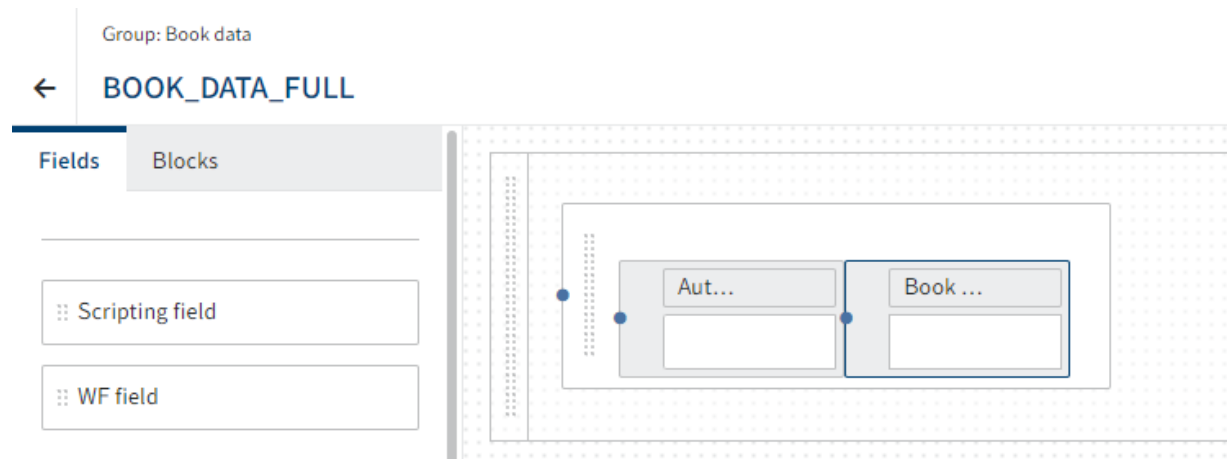 Group: Book data
BOOK_DATA_FULL
Fields Blocks
Scripting field
WF field
Aut... Book ...